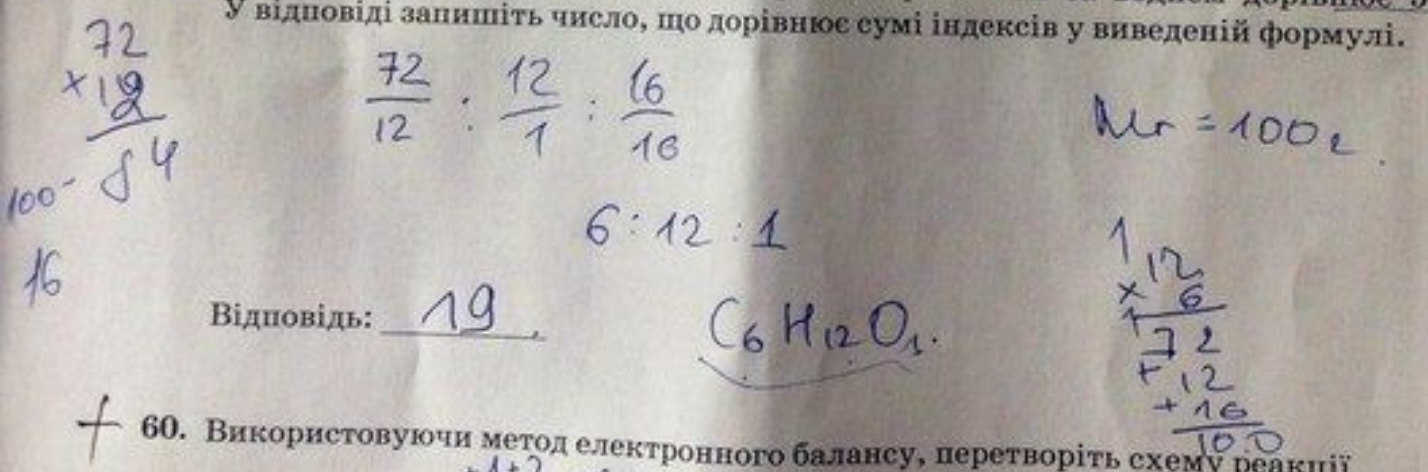 У відповіді запишіть число, що дорівнює сумі індексів у виведеній формулі.
72
× 12
84
100-
16
72/12 : 12/1 : 16/16
Mr = 100г.
6 : 12 : 1
1
12
× 6
72
+ 12
+ 16
100
Відповідь: 19.
C6H12O1.
+ 60. Використовуючи метод електронного балансу, перетворіть схему реакції